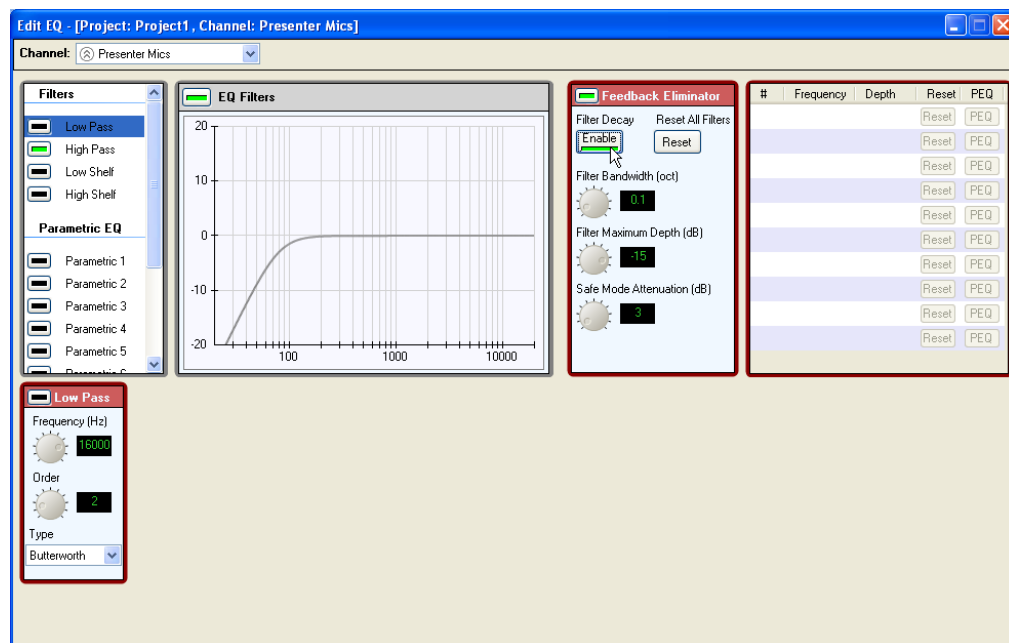 Edit EQ - [Project: Project1, Channel: Presenter Mics]
Channel: Presenter Mics
Filters
Low Pass
High Pass
Low Shelf
High Shelf
Parametric EQ
Parametric 1
Parametric 2
Parametric 3
Parametric 4
Parametric 5
EQ Filters
20
10
0
-10
-20
100 1000 10000
Feedback Eliminator
Filter Decay Reset All Filters
Enable Reset
Filter Bandwidth (oct)
0.1
Filter Maximum Depth (dB)
-15
Safe Mode Attenuation (dB)
3
# Frequency Depth Reset PEQ
Reset PEQ
Reset PEQ
Reset PEQ
Reset PEQ
Reset PEQ
Reset PEQ
Reset PEQ
Reset PEQ
Reset PEQ
Reset PEQ
Low Pass
Frequency (Hz)
16000
Order
2
Type
Butterworth